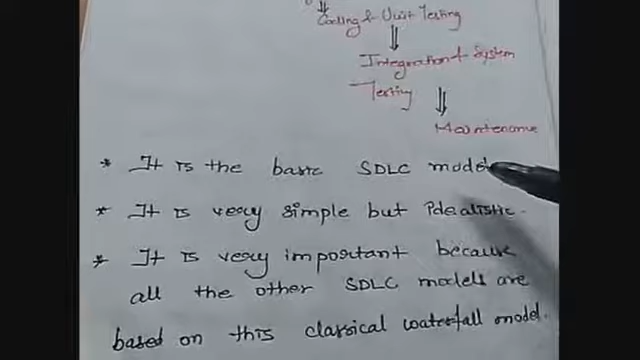 Coding & Unit Testing
Integration & System
Testing
Maintenance
* It is the basic SDLC model
* It is very simple but idealistic.
* It is very important because
all the other SDLC models are
based on this classical waterfall model.